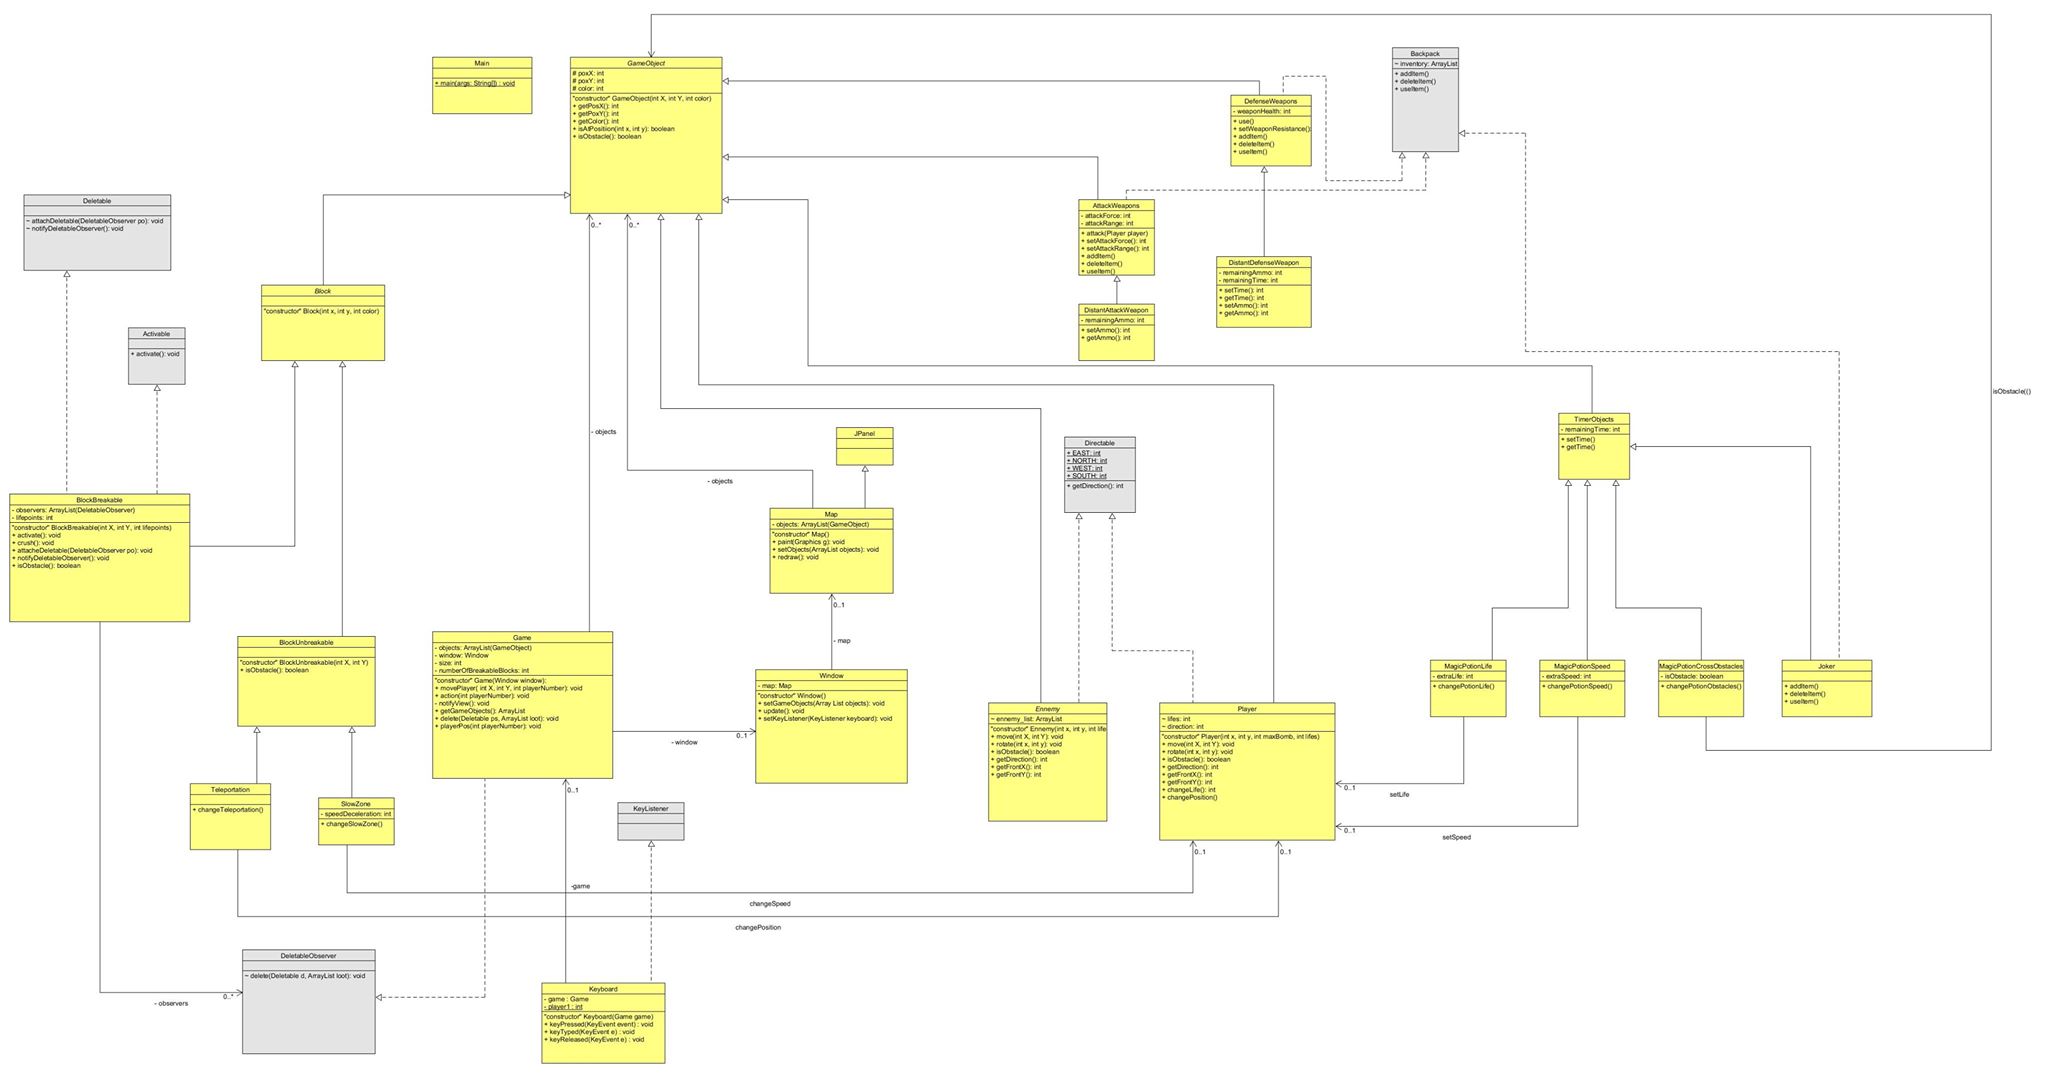 Main
+ main(args: String[]) : void
GameObject
# poxX: int
# poxY: int
# color: int
"constructor" GameObject(int X, int Y, int color)
+ getPosX(): int
+ getPoxY(): int
+ getColor(): int
+ isAtPosition(int x, int y): boolean
+ isObstacle(): boolean
DefenseWeapons
- weaponHealth: int
+ use()
+ setWeaponResistance():
+ addItem()
+ deleteItem()
+ useItem()
Backpack
~ inventory: ArrayList
+ addItem()
+ deleteItem()
+ useItem()
Deletable
~ attachDeletable(DeletableObserver po): void
~ notifyDeletableObserver(): void
0..*
0..*
AttackWeapons
- attackForce: int
- attackRange: int
+ attack(Player player)
+ setAttackForce(): int
+ setAttackRange(): int
+ addItem()
+ deleteItem()
+ useItem()
DistantDefenseWeapon
- remainingAmmo: int
- remainingTime: int
+ setTime(): int
+ getTime(): int
+ setAmmo(): int
+ getAmmo(): int
DistantAttackWeapon
- remainingAmmo: int
+ setAmmo(): int
+ getAmmo(): int
Block
"constructor" Block(int x, int y, int color)
Activable
+ activate(): void
isObstacle(()
TimerObjects
- remainingTime: int
+ setTime()
+ getTime()
- objects
- objects
JPanel
Directable
+ EAST: int
+ NORTH: int
+ WEST: int
+ SOUTH: int
+ getDirection(): int
BlockBreakable
- observers: ArrayList(DeletableObserver)
- lifepoints: int
"constructor" BlockBreakable(int X, int Y, int lifepoints)
+ activate(): void
+ crush(): void
+ attacheDeletable(DeletableObserver po): void
+ notifyDeletableObserver(): void
+ isObstacle(): boolean
Map
- objects: ArrayList(GameObject)
"constructor" Map()
+ paint(Graphics g): void
+ setObjects(ArrayList objects): void
+ redraw(): void
0..1
- map
BlockUnbreakable
"constructor" BlockUnbreakable(int X, int Y)
+ isObstacle(): boolean
Game
- objects: ArrayList(GameObject)
- window: Window
- size: int
- numberOfBreakableBlocks: int
"constructor" Game(Window window):
+ movePlayer( int X, int Y, int playerNumber): void
+ action(int playerNumber): void
- notifyView(): void
+ getGameObjects(): ArrayList
+ delete(Deletable ps, ArrayList loot): void
+ playerPos(int playerNumber): void
- window
0..1
Window
- map: Map
"constructor" Window()
+ setGameObjects(Array List objects): void
+ update(): void
+ setKeyListener(KeyListener keyboard): void
Ennemy
~ ennemy_list: ArrayList
"constructor" Ennemy(int x, int y, int life
+ move(int X, int Y): void
+ rotate(int x, int y): void
+ isObstacle(): boolean
+ getDirection(): int
+ getFrontX(): int
+ getFrontY(): int
Player
~ lifes: int
~ direction: int
"constructor" Player(int x, int y, int maxBomb, int lifes)
+ move(int X, int Y): void
+ rotate(int x, int y): void
+ isObstacle(): boolean
+ getDirection(): int
+ getFrontX(): int
+ getFrontY(): int
+ changeLife(): int
+ changePosition()
MagicPotionLife
- extraLife: int
+ changePotionLife()
MagicPotionSpeed
- extraSpeed: int
+ changePotionSpeed()
MagicPotionCrossObstacles
- isObstacle: boolean
+ changePotionObstacles()
Joker
+ addItem()
+ deleteItem()
+ useItem()
0..1
setLife
0..1
setSpeed
Teleportation
+ changeTeleportation()
SlowZone
- speedDeceleration: int
+ changeSlowZone()
0..1
KeyListener
0..1
0..1
-game
changeSpeed
changePosition
DeletableObserver
~ delete(Deletable d, ArrayList loot): void
0..*
- observers
Keyboard
- game : Game
- player1 : int
"constructor" Keyboard(Game game)
+ keyPressed(KeyEvent event) : void
+ keyTyped(KeyEvent e) : void
+ keyReleased(KeyEvent e) : void